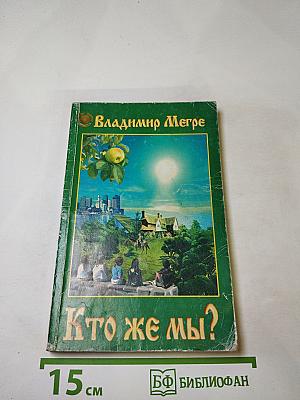 Владимир Мегре
Кто же мы?
15 см
БФ БИБЛИОФАН